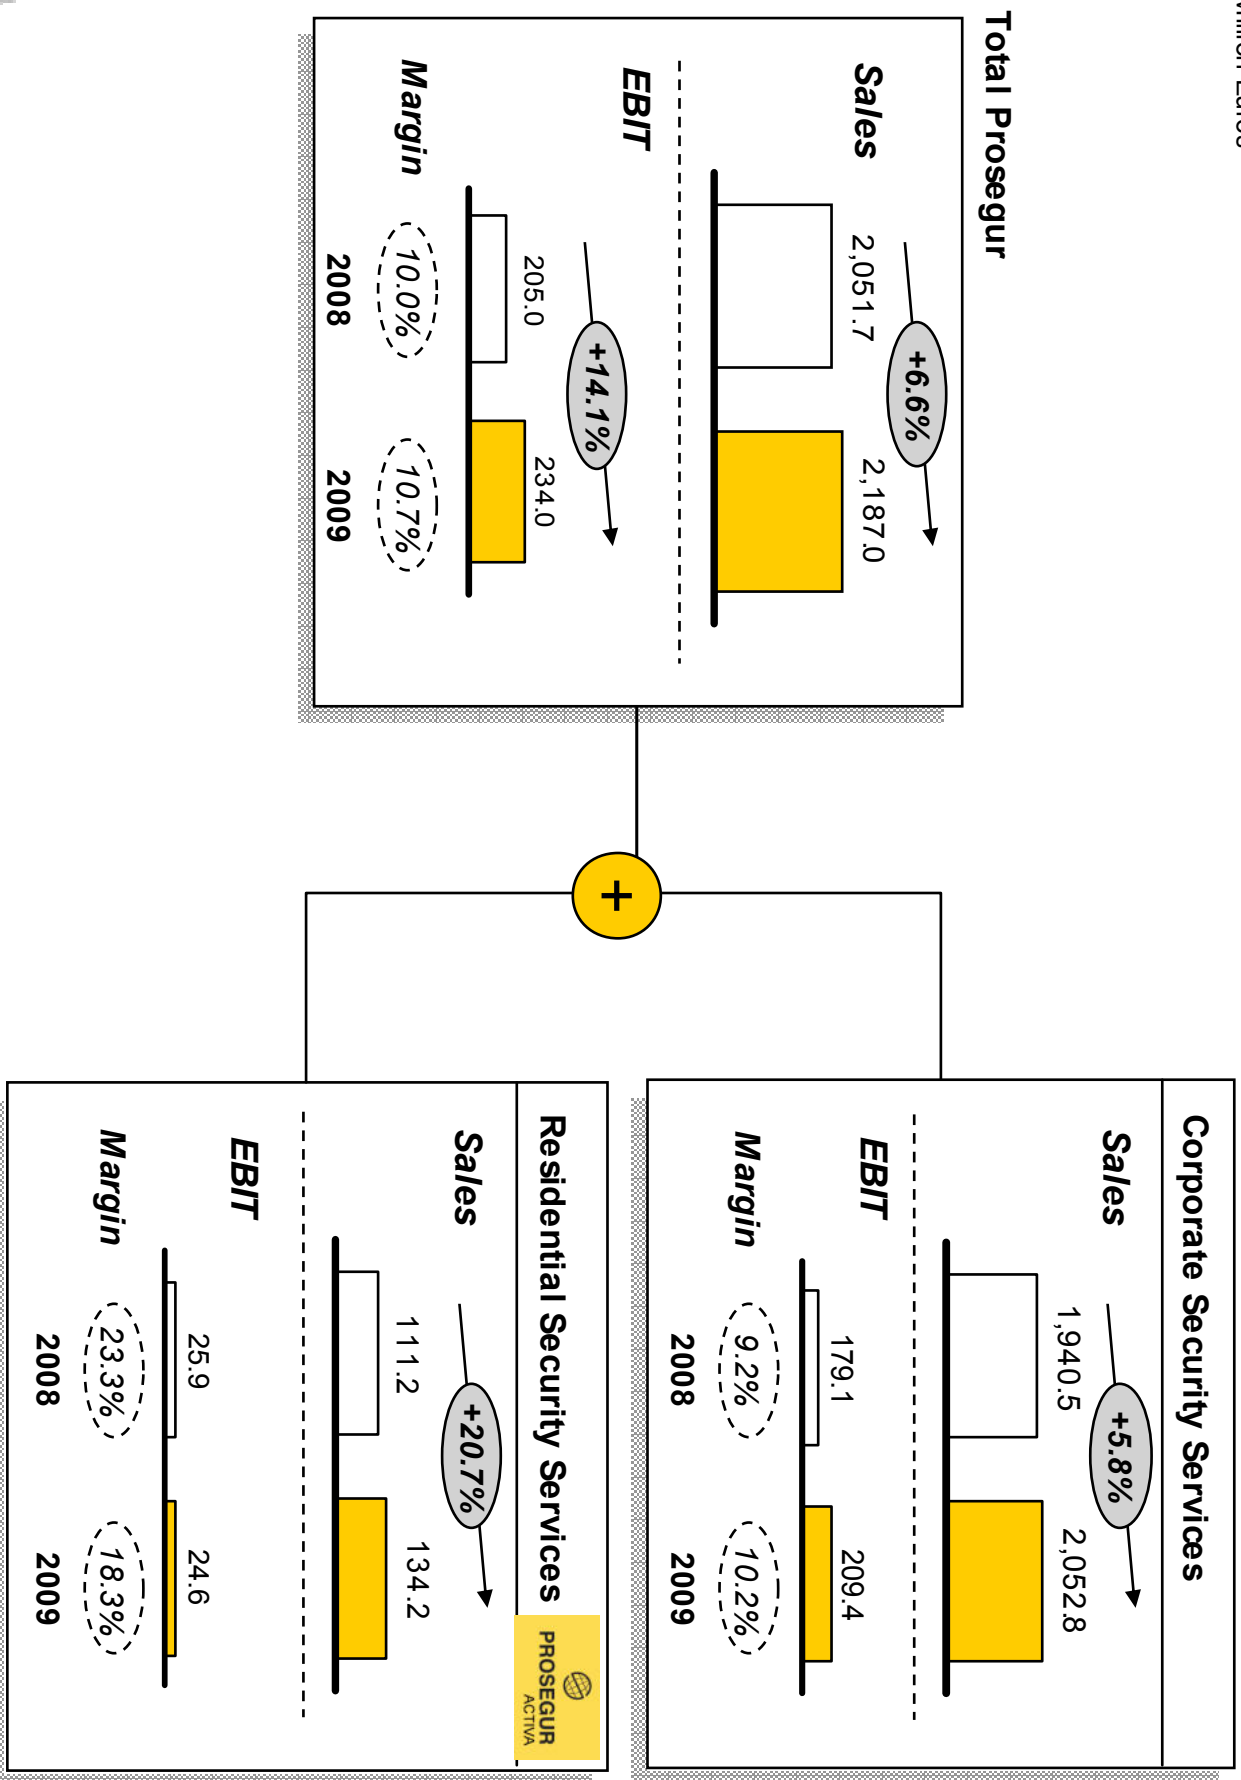 Euros
Total Prosegur
Sales
+6.6%
2,051.7
2,187.0
EBIT
+14.1%
205.0
234.0
Margin
10.0%
10.7%
2008
2009
+
Corporate Security Services
Sales
+5.8%
1,940.5
2,052.8
EBIT
179.1
209.4
Margin
9.2%
10.2%
2008
2009
Residential Security Services
PROSEGUR
ACTIVA
Sales
+20.7%
111.2
134.2
EBIT
25.9
24.6
Margin
23.3%
18.3%
2008
2009